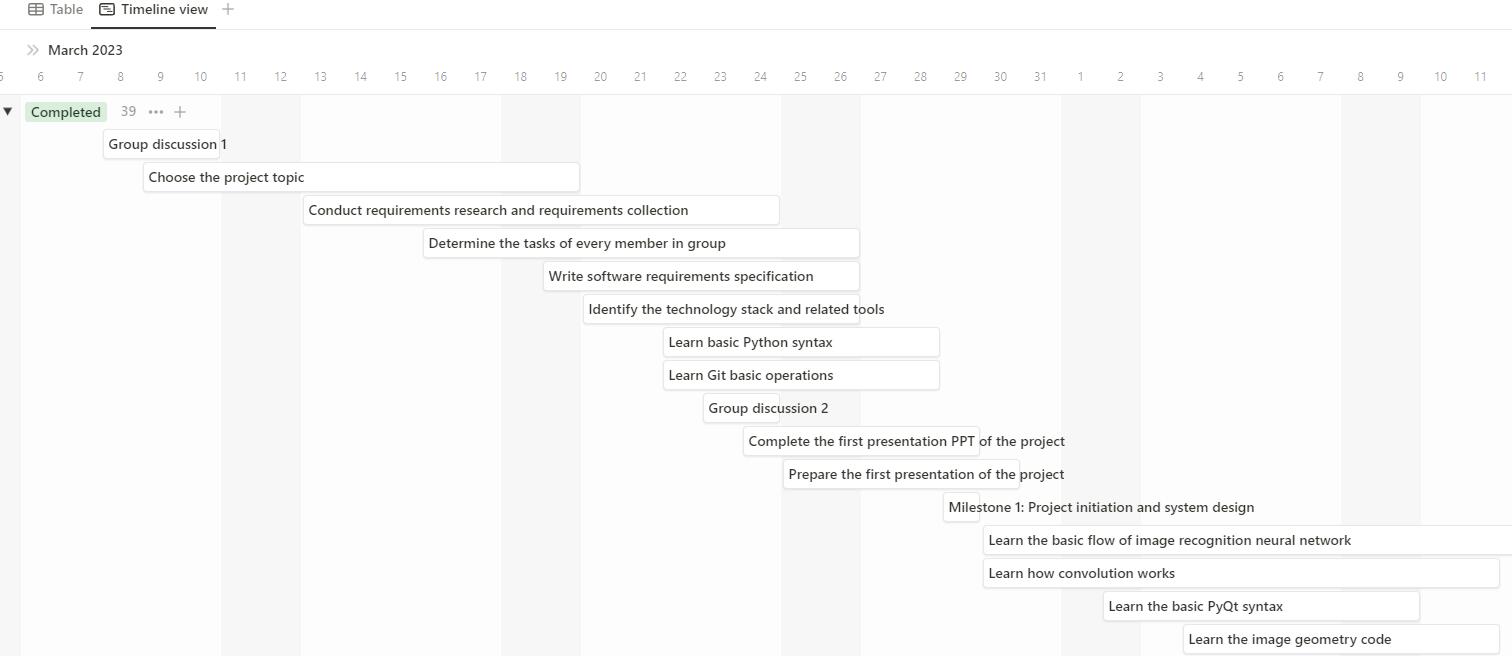 Table Timeline view +
March 2023
5 6 7 8 9 10 11 12 13 14 15 16 17 18 19 20 21 22 23 24 25 26 27 28 29 30 31 1 2 3 4 5 6 7 8 9 10 11
Completed 39 ••• +
Group discussion 1
Choose the project topic
Conduct requirements research and requirements collection
Determine the tasks of every member in group
Write software requirements specification
Identify the technology stack and related tools
Learn basic Python syntax
Learn Git basic operations
Group discussion 2
Complete the first presentation PPT of the project
Prepare the first presentation of the project
Milestone 1: Project initiation and system design
Learn the basic flow of image recognition neural network
Learn how convolution works
Learn the basic PyQt syntax
Learn the image geometry code